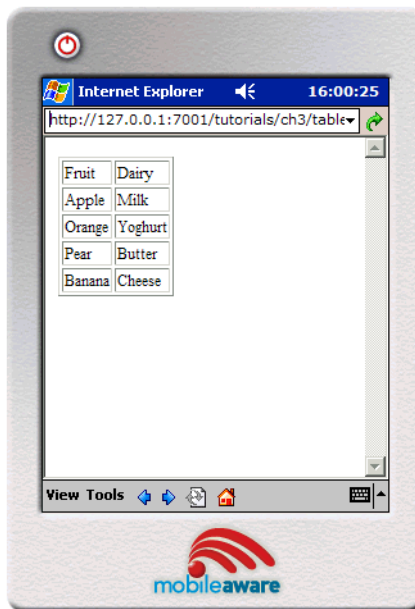 Internet Explorer 16:00:25
http://127.0.0.1:7001/tutorials/ch3/table
Fruit Dairy
Apple Milk
Orange Yoghurt
Pear Butter
Banana Cheese
View Tools
mobileaware